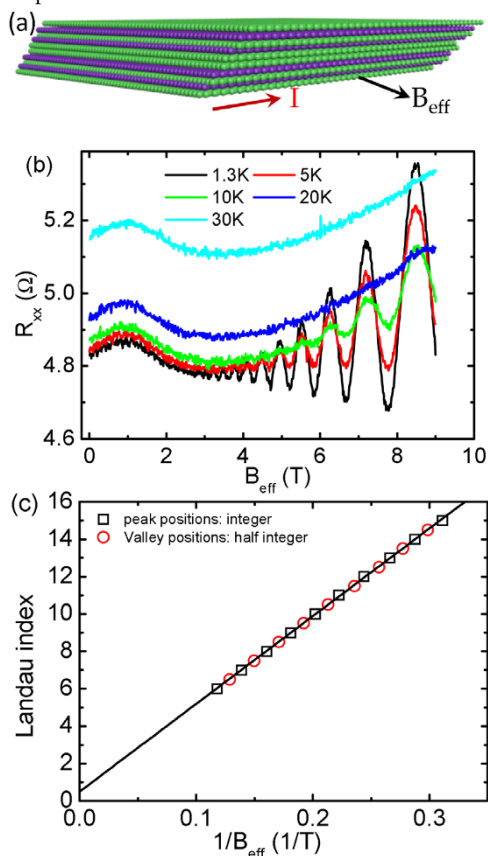 (a)
I
B_eff
(b)
1.3K 5K
10K 20K
30K
5.2
5.0
4.8
4.6
R_xx (Ω)
0 2 4 6 8 10
B_eff (T)
(c)
16
14
12
10
8
6
4
2
0
peak positions: integer
Valley positions: half integer
Landau index
0.0 0.1 0.2 0.3
1/B_eff (1/T)